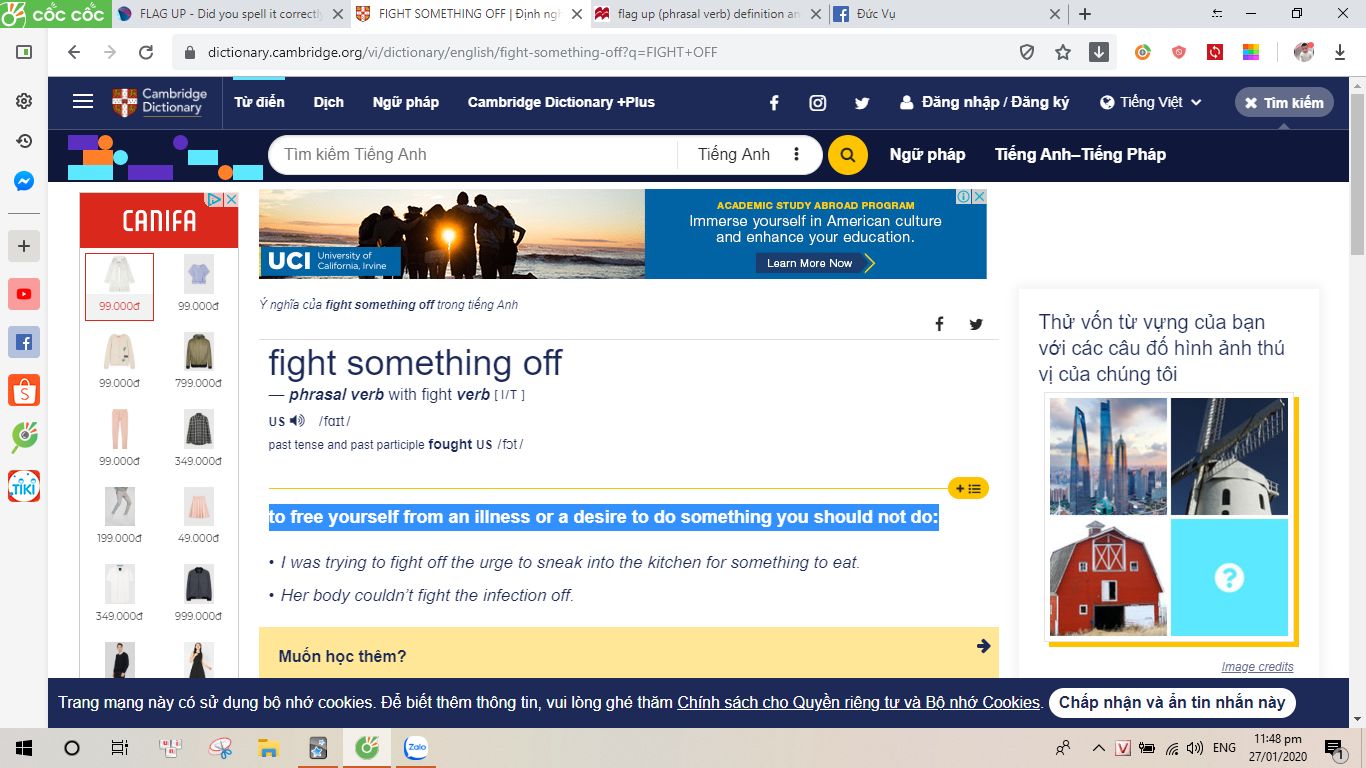 cốc cốc
FLAG UP - Did you spell it correctly
FIGHT SOMETHING OFF | Định ngh
flag up (phrasal verb) definition an
Đức Vụ
dictionary.cambridge.org/vi/dictionary/english/fight-something-off?q=FIGHT+OFF
Cambridge
Dictionary
Từ điển
Dịch
Ngữ pháp
Cambridge Dictionary +Plus
Đăng nhập / Đăng ký
Tiếng Việt
Tìm kiếm
Tìm kiếm Tiếng Anh
Tiếng Anh
Ngữ pháp
Tiếng Anh–Tiếng Pháp
CANIFA
99.000đ 99.000đ
99.000đ 799.000đ
99.000đ 349.000đ
199.000đ 49.000đ
349.000đ 999.000đ
UCI University of
California, Irvine
ACADEMIC STUDY ABROAD PROGRAM
Immerse yourself in American culture
and enhance your education.
Learn More Now
Ý nghĩa của fight something off trong tiếng Anh
fight something off
— phrasal verb with fight verb [ I/T ]
US /fɑɪt/
past tense and past participle fought US /fɔt/
to free yourself from an illness or a desire to do something you should not do:
• I was trying to fight off the urge to sneak into the kitchen for something to eat.
• Her body couldn’t fight the infection off.
Muốn học thêm?
Thử vốn từ vựng của bạn
với các câu đố hình ảnh thú
vị của chúng tôi
?
Image credits
Trang mạng này có sử dụng bộ nhớ cookies. Để biết thêm thông tin, vui lòng ghé thăm Chính sách cho Quyền riêng tư và Bộ nhớ Cookies.
Chấp nhận và ẩn tin nhắn này
TIKI
Zalo
V
ENG
11:48 pm
27/01/2020
1